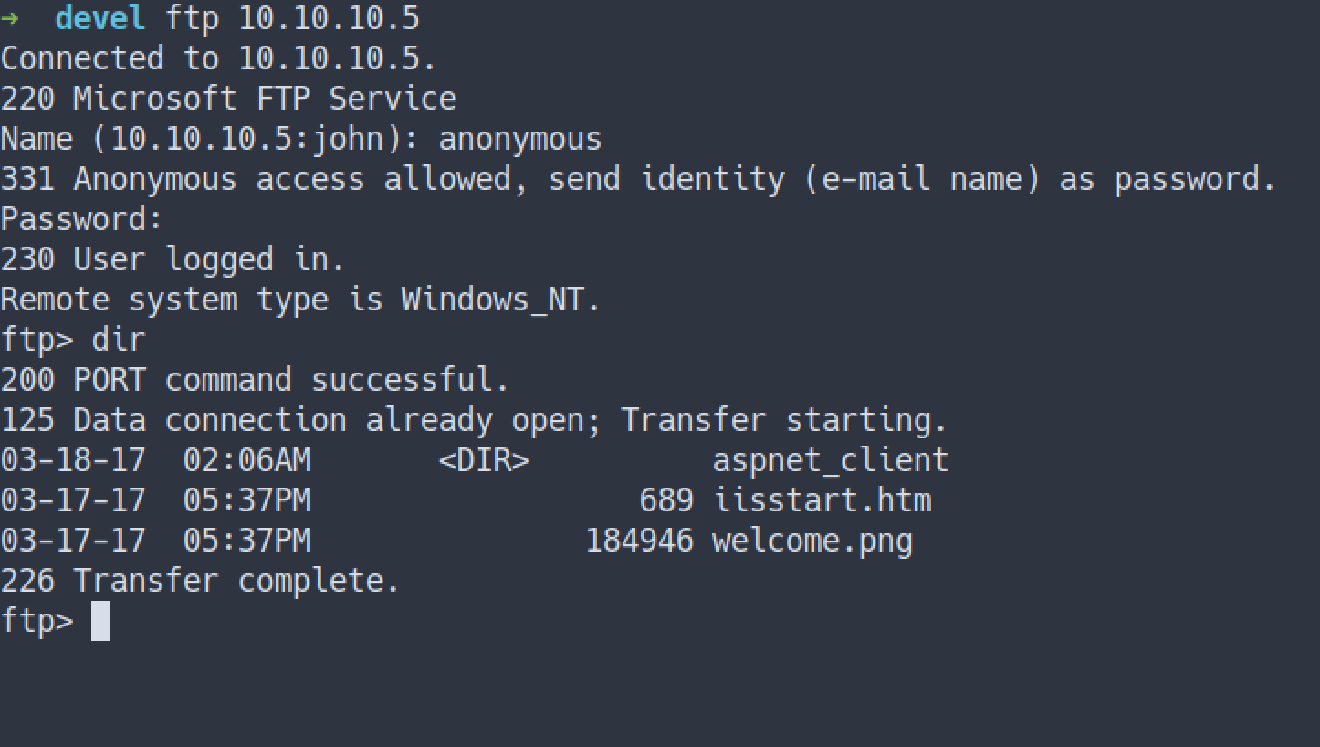 → devel ftp 10.10.10.5
Connected to 10.10.10.5.
220 Microsoft FTP Service
Name (10.10.10.5:john): anonymous
331 Anonymous access allowed, send identity (e-mail name) as password.
Password:
230 User logged in.
Remote system type is Windows_NT.
ftp> dir
200 PORT command successful.
125 Data connection already open; Transfer starting.
03-18-17  02:06AM       <DIR>          aspnet_client
03-17-17  05:37PM                  689 iisstart.htm
03-17-17  05:37PM               184946 welcome.png
226 Transfer complete.
ftp>